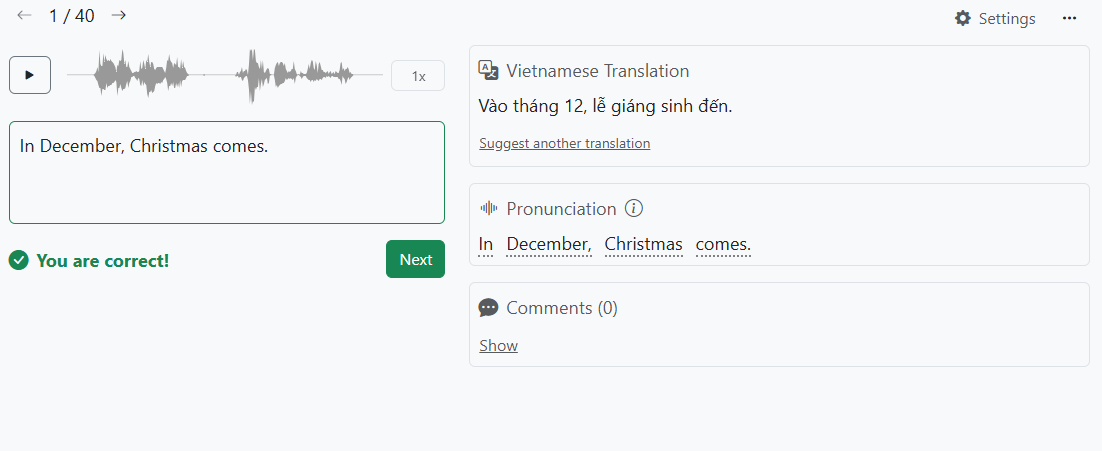 1 / 40
Settings
1x
In December, Christmas comes.
You are correct!
Next
Vietnamese Translation
Vào tháng 12, lễ giáng sinh đến.
Suggest another translation
Pronunciation
In December, Christmas comes.
Comments (0)
Show